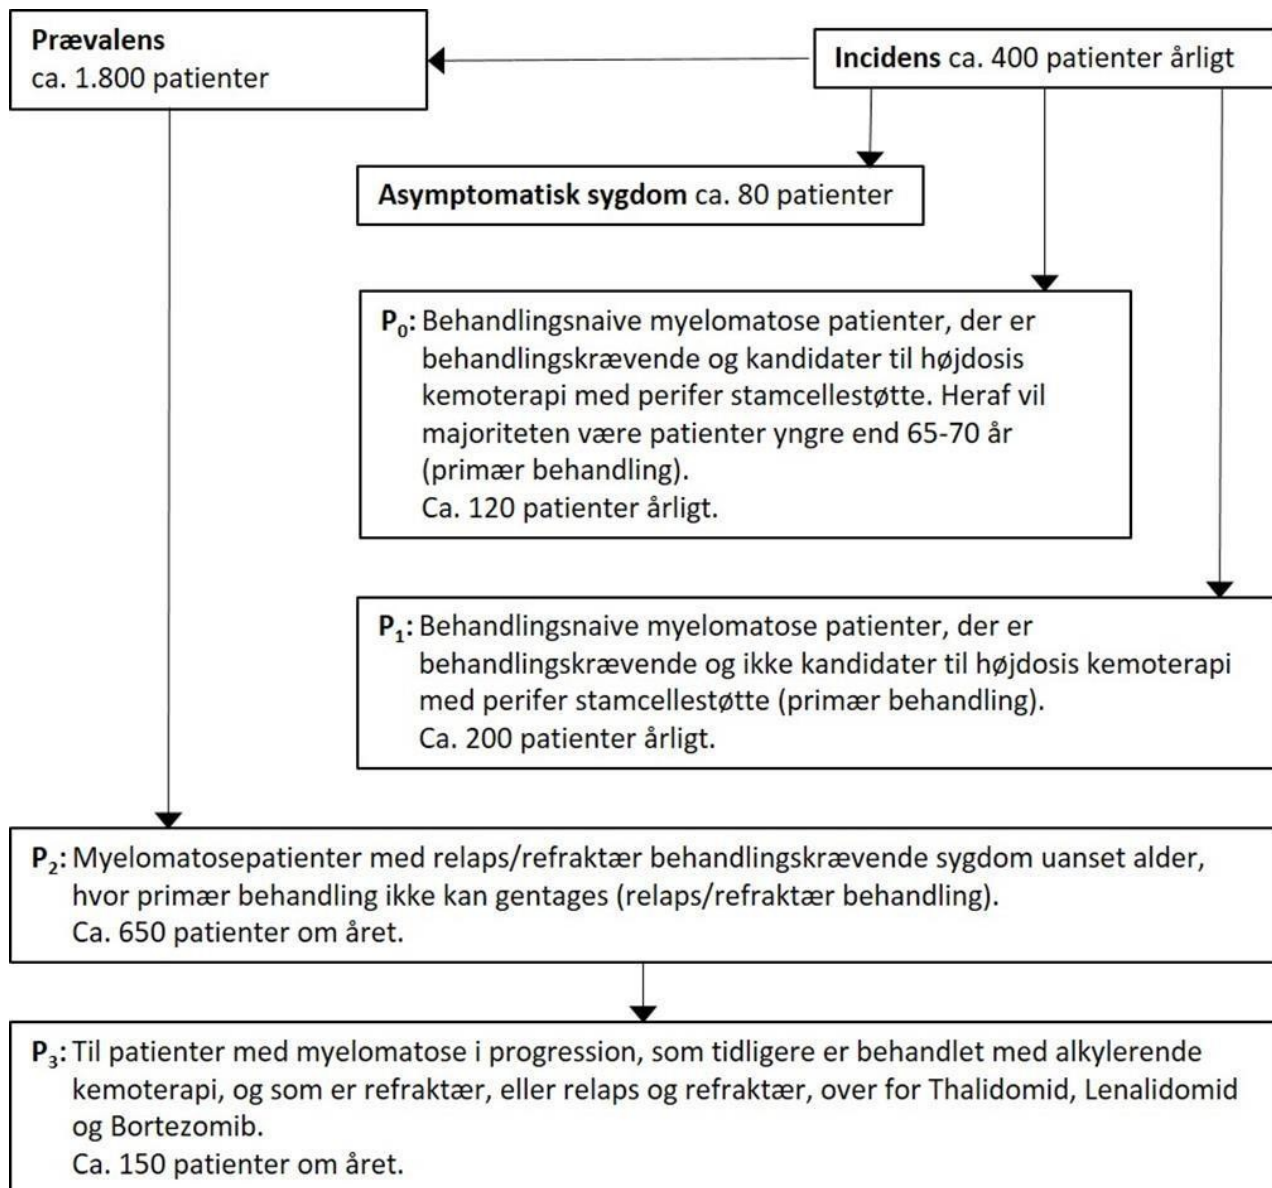 Prævalens
ca. 1.800 patienter
Incidens ca. 400 patienter årligt
Asymptomatisk sygdom ca. 80 patienter
P₀: Behandlingsnaive myelomatose patienter, der er
behandlingskrævende og kandidater til højdosis
kemoterapi med perifer stamcellestøtte. Heraf vil
majoriteten være patienter yngre end 65-70 år
(primær behandling).
Ca. 120 patienter årligt.
P₁: Behandlingsnaive myelomatose patienter, der er
behandlingskrævende og ikke kandidater til højdosis kemoterapi
med perifer stamcellestøtte (primær behandling).
Ca. 200 patienter årligt.
P₂: Myelomatosepatienter med relaps/refraktær behandlingskrævende sygdom uanset alder,
hvor primær behandling ikke kan gentages (relaps/refraktær behandling).
Ca. 650 patienter om året.
P₃: Til patienter med myelomatose i progression, som tidligere er behandlet med alkylerende
kemoterapi, og som er refraktær, eller relaps og refraktær, over for Thalidomid, Lenalidomid
og Bortezomib.
Ca. 150 patienter om året.